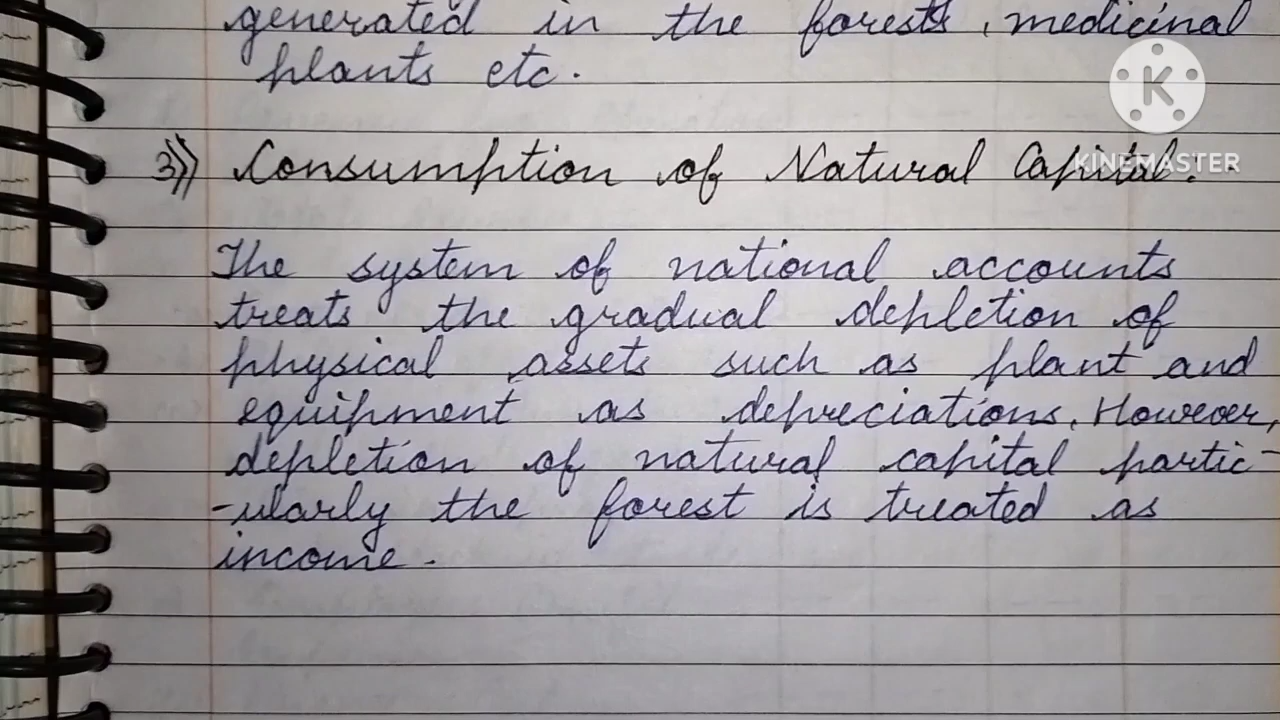 generated in the forests, medicinal
plants etc.
K
KINEMASTER
3) Consumption of Natural Capital:-
The system of national accounts
treats the gradual depletion of
physical assets such as plant and
equipment as depreciations. However,
depletion of natural capital partic-
-ularly the forest is treated as
income.